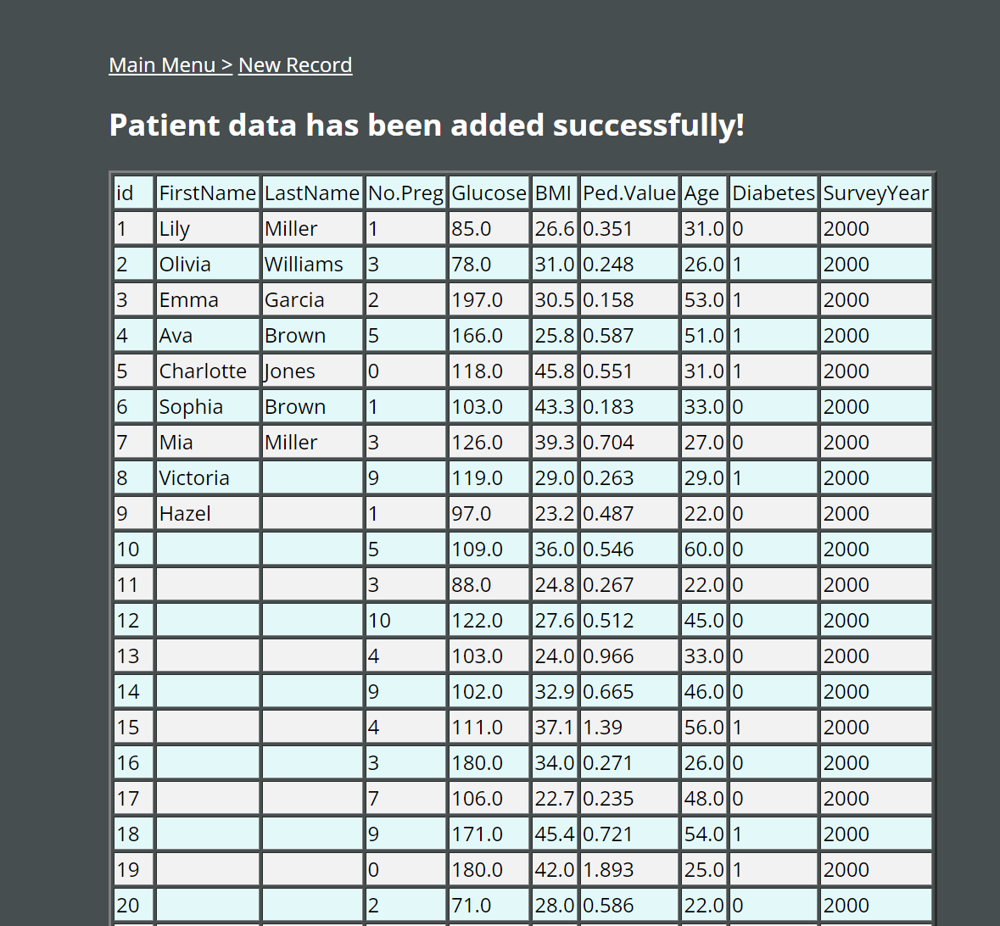 Main Menu > New Record
Patient data has been added successfully!
id FirstName LastName No.Preg Glucose BMI Ped.Value Age Diabetes SurveyYear
1 Lily Miller 1 85.0 26.6 0.351 31.0 0 2000
2 Olivia Williams 3 78.0 31.0 0.248 26.0 1 2000
3 Emma Garcia 2 197.0 30.5 0.158 53.0 1 2000
4 Ava Brown 5 166.0 25.8 0.587 51.0 1 2000
5 Charlotte Jones 0 118.0 45.8 0.551 31.0 1 2000
6 Sophia Brown 1 103.0 43.3 0.183 33.0 0 2000
7 Mia Miller 3 126.0 39.3 0.704 27.0 0 2000
8 Victoria 9 119.0 29.0 0.263 29.0 1 2000
9 Hazel 1 97.0 23.2 0.487 22.0 0 2000
10 5 109.0 36.0 0.546 60.0 0 2000
11 3 88.0 24.8 0.267 22.0 0 2000
12 10 122.0 27.6 0.512 45.0 0 2000
13 4 103.0 24.0 0.966 33.0 0 2000
14 9 102.0 32.9 0.665 46.0 0 2000
15 4 111.0 37.1 1.39 56.0 1 2000
16 3 180.0 34.0 0.271 26.0 0 2000
17 7 106.0 22.7 0.235 48.0 0 2000
18 9 171.0 45.4 0.721 54.0 1 2000
19 0 180.0 42.0 1.893 25.0 1 2000
20 2 71.0 28.0 0.586 22.0 0 2000